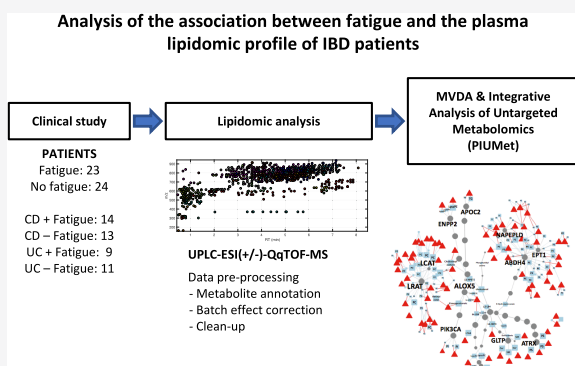 Analysis of the association between fatigue and the plasma
lipidomic profile of IBD patients
Clinical study
Lipidomic analysis
MVDA & Integrative
Analysis of Untargeted
Metabolomics
(PIUMet)
PATIENTS
Fatigue: 23
No fatigue: 24
CD + Fatigue: 14
CD – Fatigue: 13
UC + Fatigue: 9
UC – Fatigue: 11
RT (min)
UPLC-ESI(+/-)-QqTOF-MS
Data pre-processing
- Metabolite annotation
- Batch effect correction
- Clean-up
APOC2
ENPP2
NAPEPLD
EPT1
LCAT
ABDH4
LRAT
ALOX5
PIK3CA
GLTP
ATRX